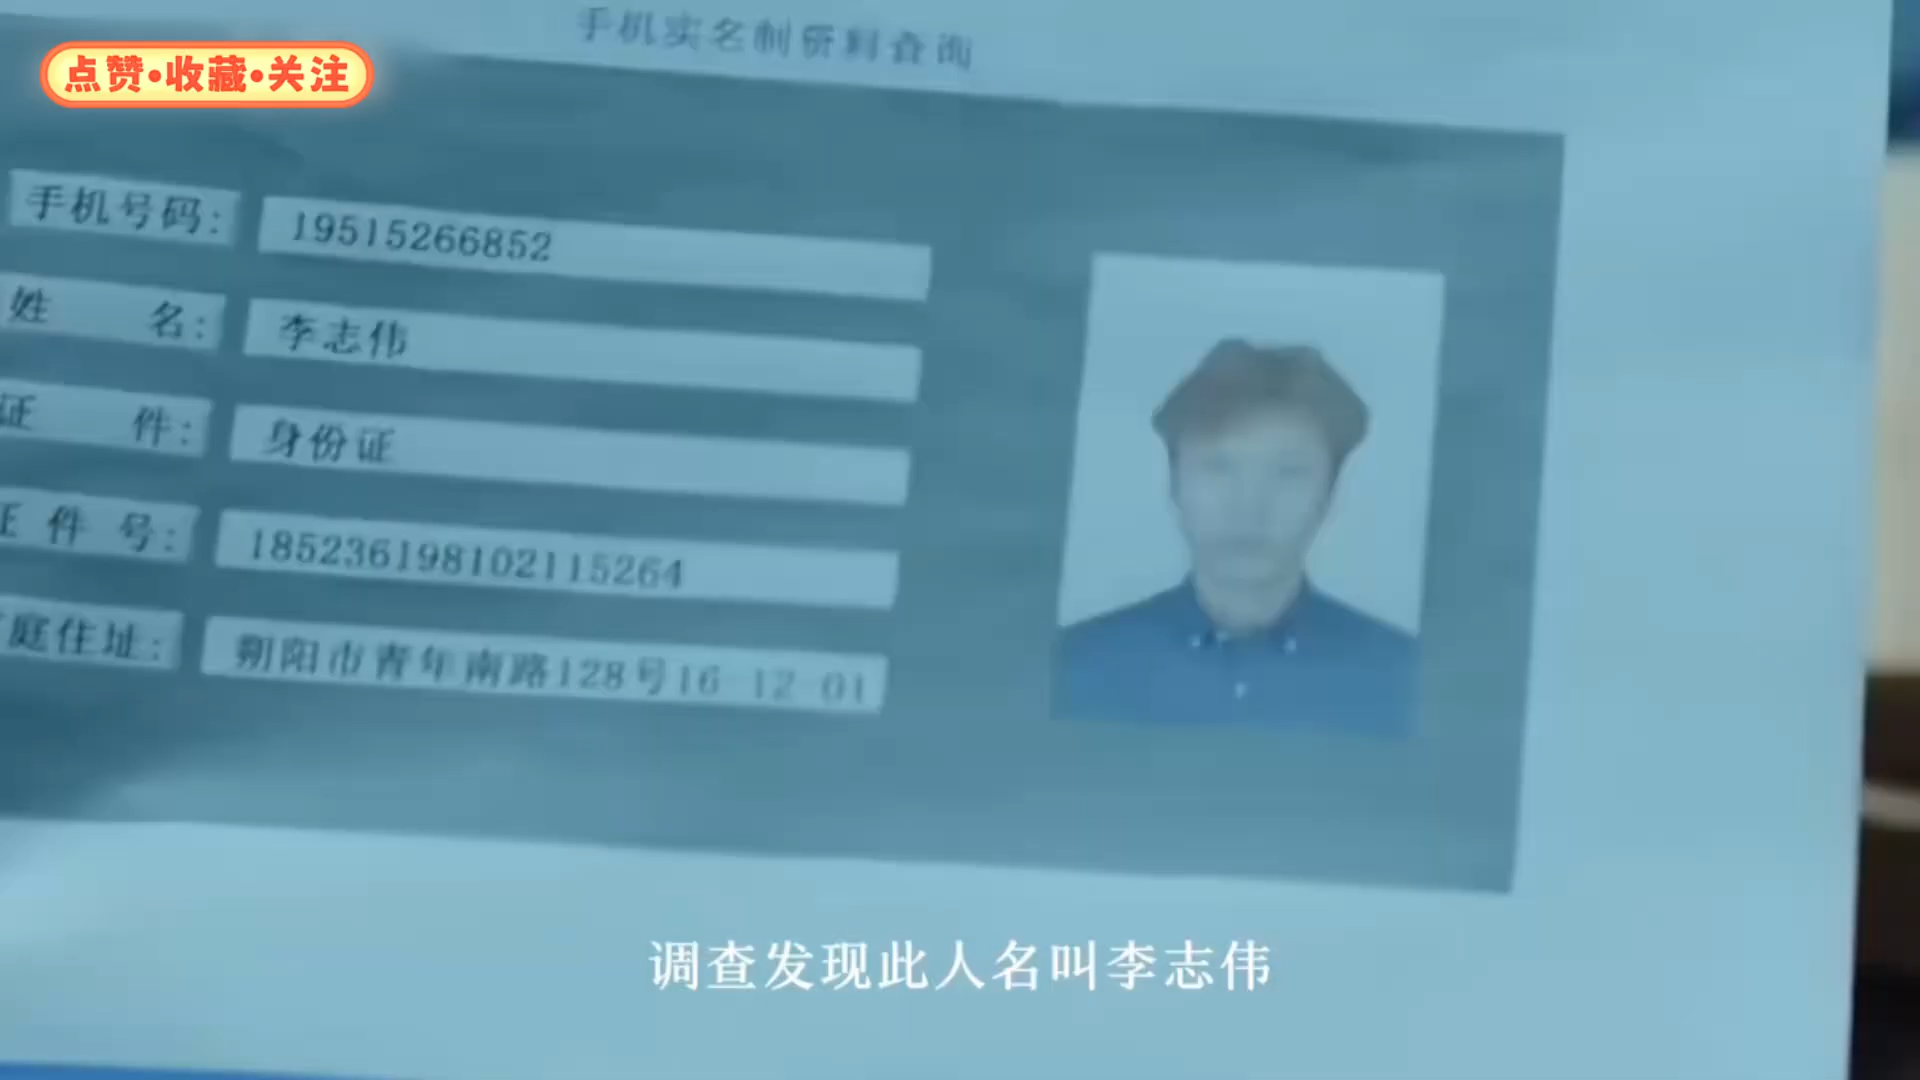 手机实名制资料查询
点赞•收藏•关注
手机号码: 19515266852
姓 名: 李志伟
证 件: 身份证
证 件 号: 185236198102115264
庭住址: 朔阳市青年南路128号16-12-01
调查发现此人名叫李志伟